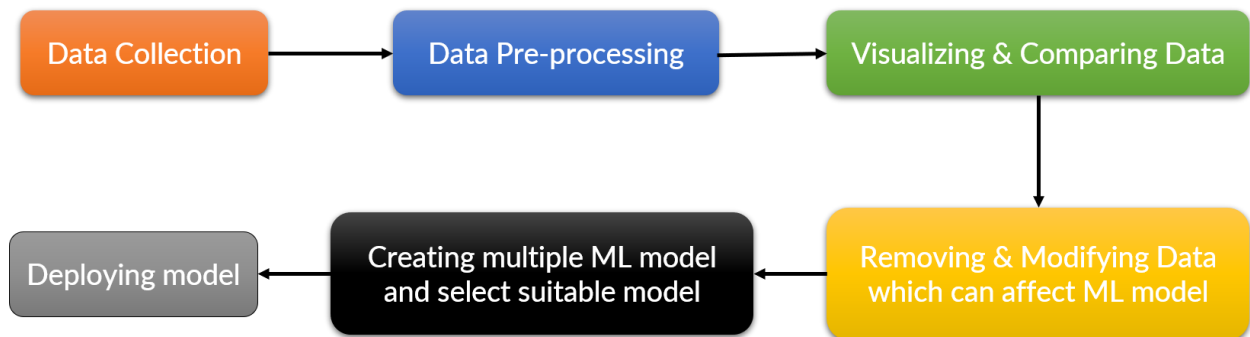 Data Collection
Data Pre-processing
Visualizing & Comparing Data
Removing & Modifying Data
which can affect ML model
Creating multiple ML model
and select suitable model
Deploying model